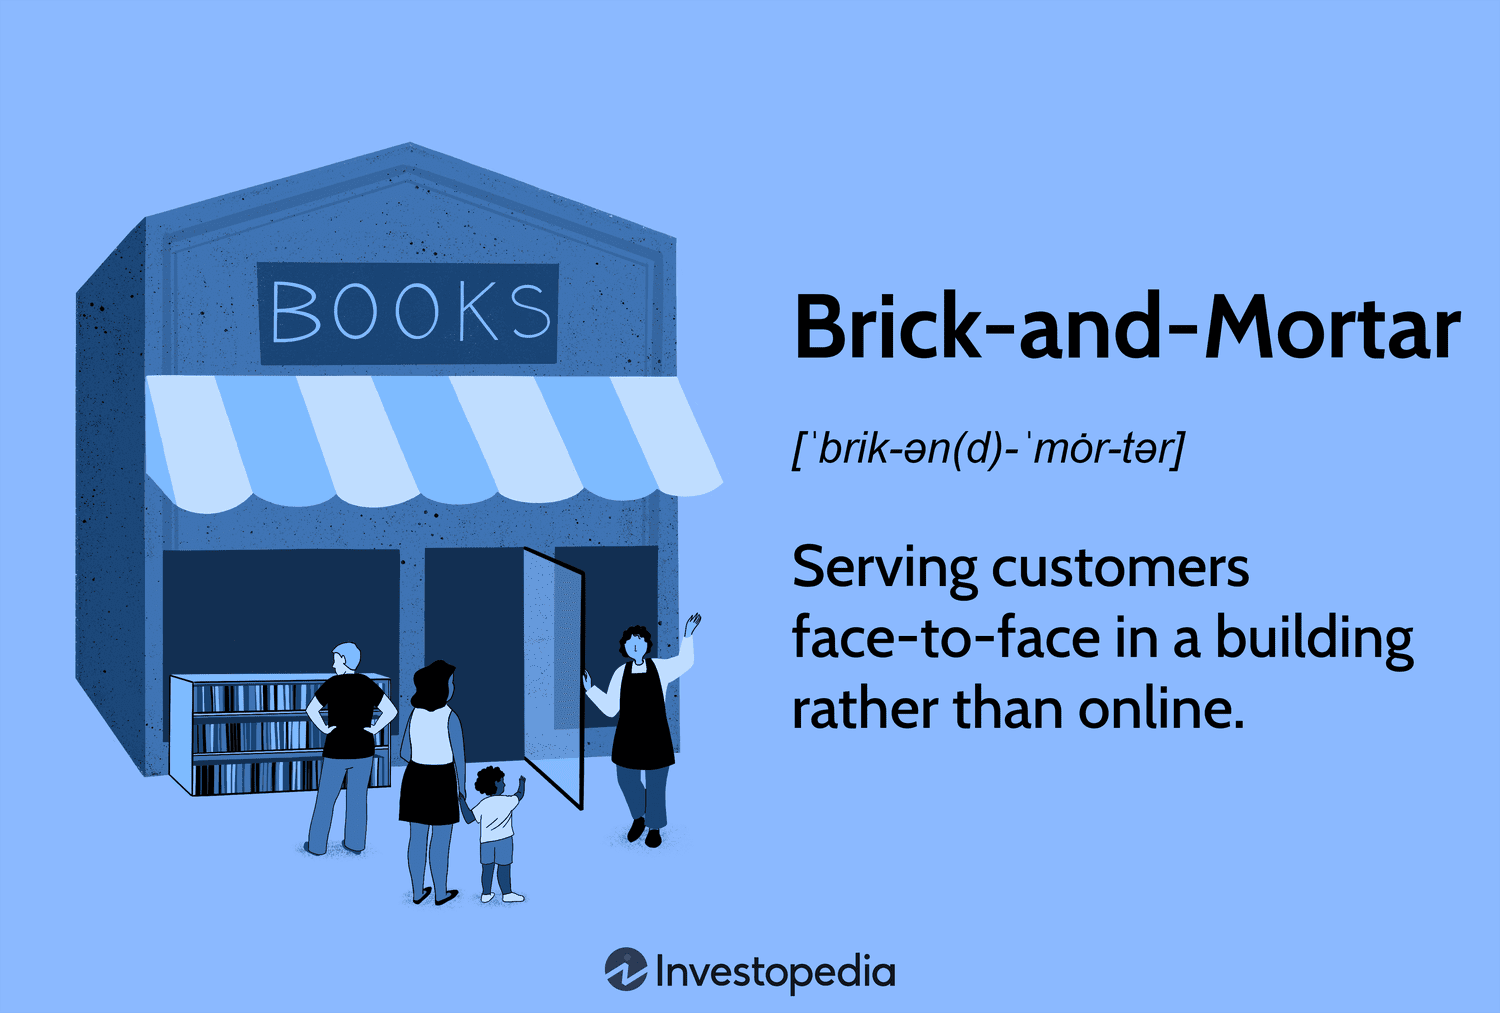 BOOKS
Brick-and-Mortar
[ˈbrik-ən(d)-ˈmȯr-tər]
Serving customers
face-to-face in a building
rather than online.
Investopedia